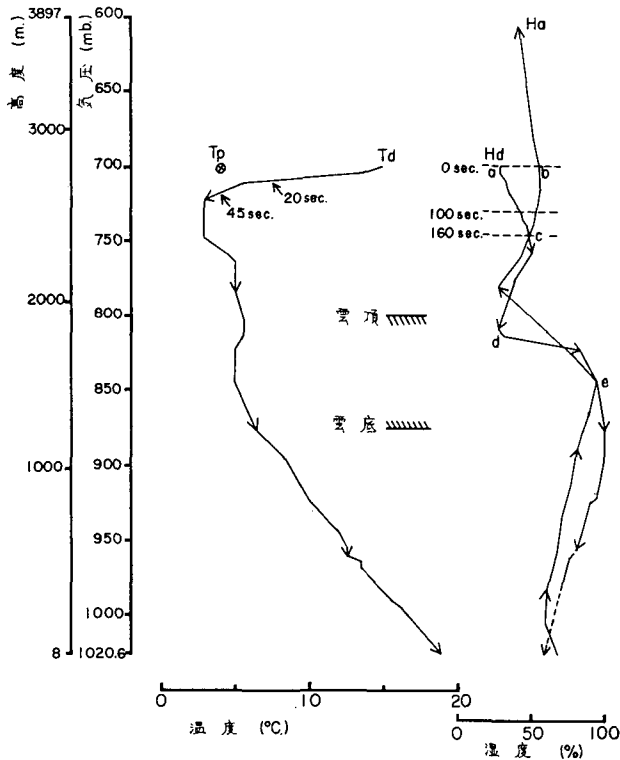 高度 (m.)
気圧 (mb.)
3897
3000
2000
1000
8
600
650
700
750
800
850
900
950
1000
1020.6
Tp
Td
20 sec.
45 sec.
雲頂
雲底
Ha
Hd
0 sec.
a
b
100 sec.
160 sec.
c
d
e
0 10 20
温度 (°C.)
0 50 100
湿度 (%)